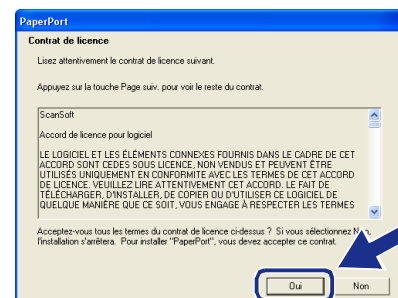 PaperPort
Contrat de licence
Lisez attentivement le contrat de licence suivant.
Appuyez sur la touche Page suiv. pour voir le reste du contrat.
ScanSoft
Accord de licence pour logiciel
LE LOGICIEL ET LES ÉLÉMENTS CONNEXES FOURNIS DANS LE CADRE DE CET
ACCORD SONT CEDES SOUS LICENCE, NON VENDUS ET PEUVENT ÊTRE
UTILISÉS UNIQUEMENT EN CONFORMITE AVEC LES TERMES DE CET ACCORD
DE LICENCE. VEUILLEZ LIRE ATTENTIVEMENT CET ACCORD. LE FAIT DE
TÉLÉCHARGER, D'INSTALLER, DE COPIER OU D'UTILISER CE LOGICIEL DE
QUELQUE MANIÈRE QUE CE SOIT, VOUS ENGAGE À RESPECTER LES TERMES
Acceptez-vous tous les termes du contrat de licence ci-dessus ? Si vous sélectionnez Non,
l'installation s'arrêtera. Pour installer "PaperPort", vous devez accepter ce contrat.
Oui Non